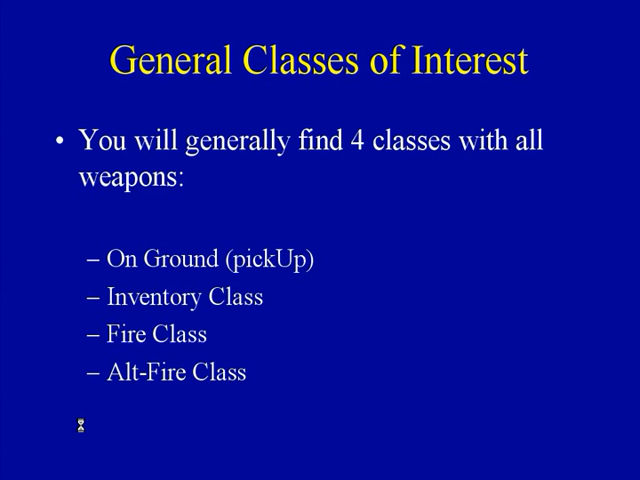 General Classes of Interest
• You will generally find 4 classes with all
weapons:
– On Ground (pickUp)
– Inventory Class
– Fire Class
– Alt-Fire Class